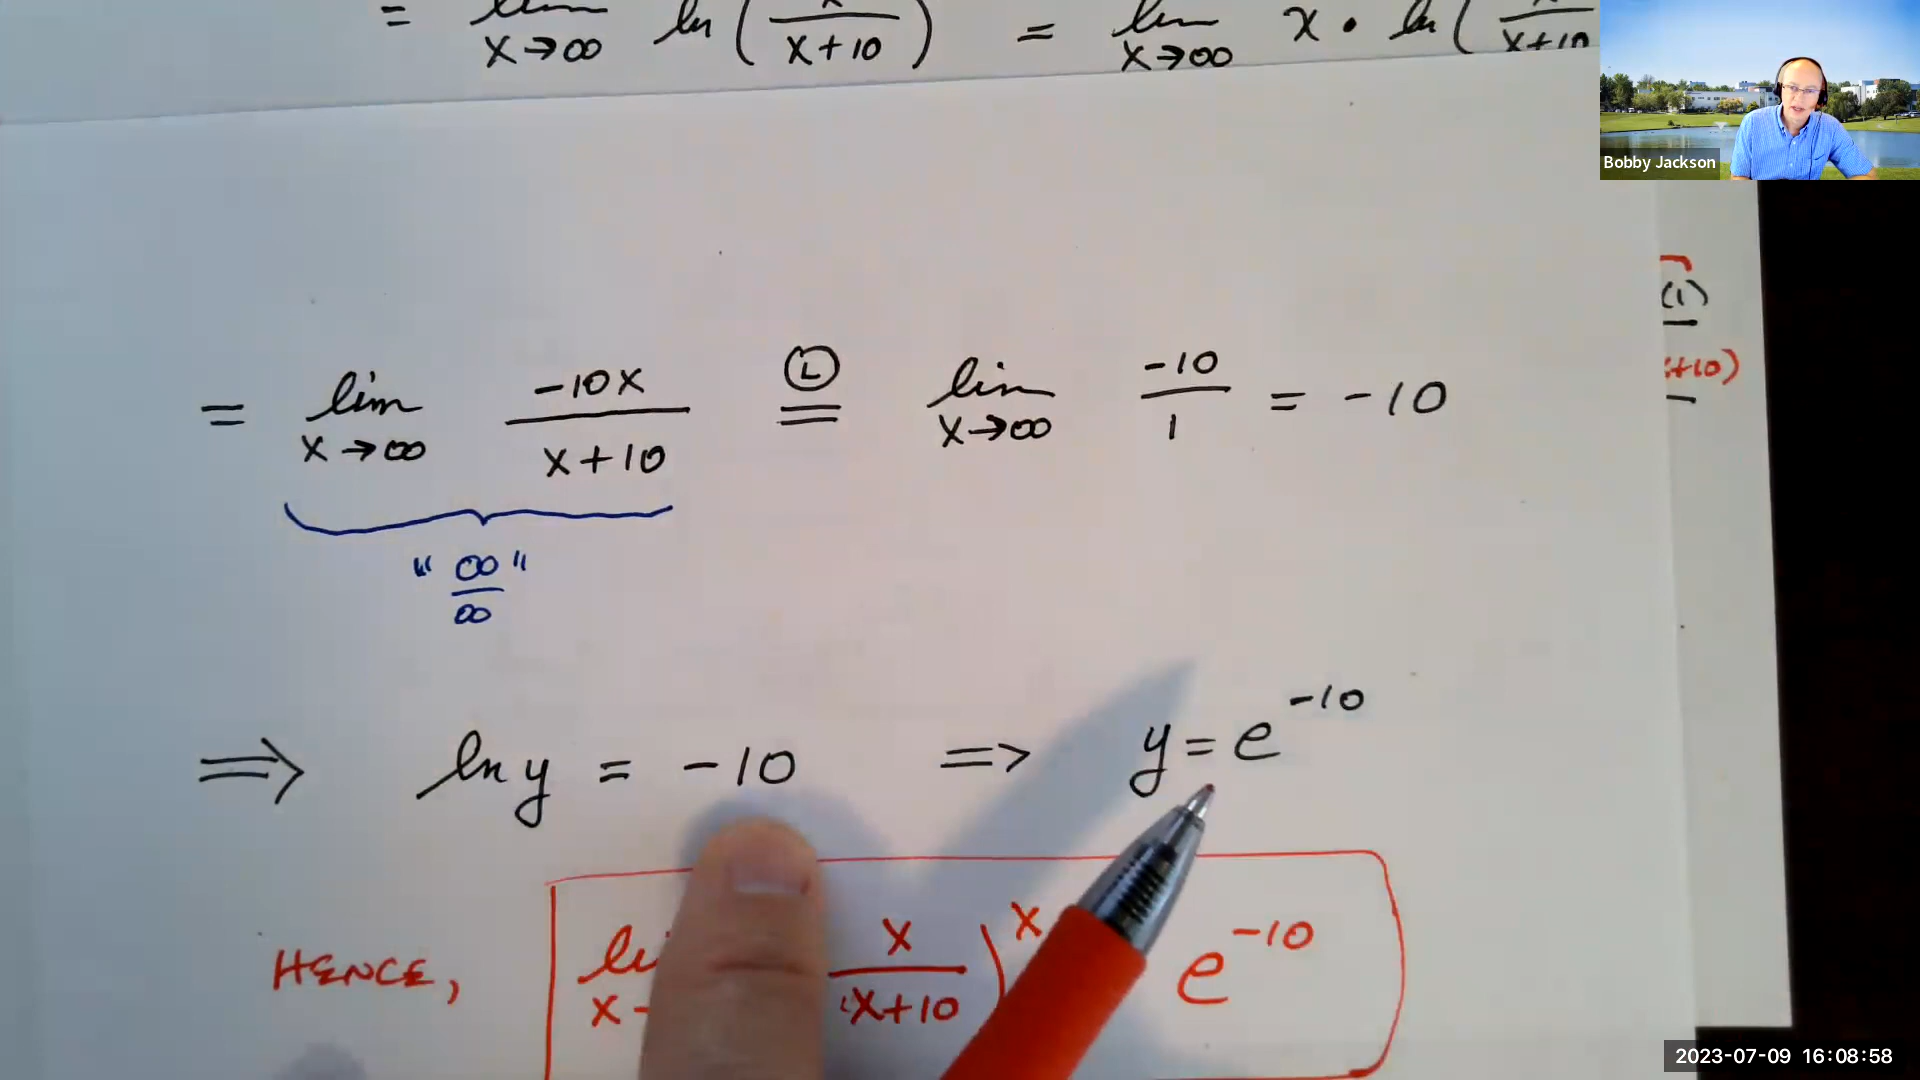 = lim x→∞ ln ( x / x+10 ) = lim x→∞ x · ln ( x / x+10
Bobby Jackson
(1)
x+10)
= lim x→∞ -10x / x+10 Ⓛ = lim x→∞ -10 / 1 = -10
" ∞ / ∞ "
⟹ ln y = -10 => y = e^-10
HENCE, x / x+10 ) x e^-10
2023-07-09 16:08:58